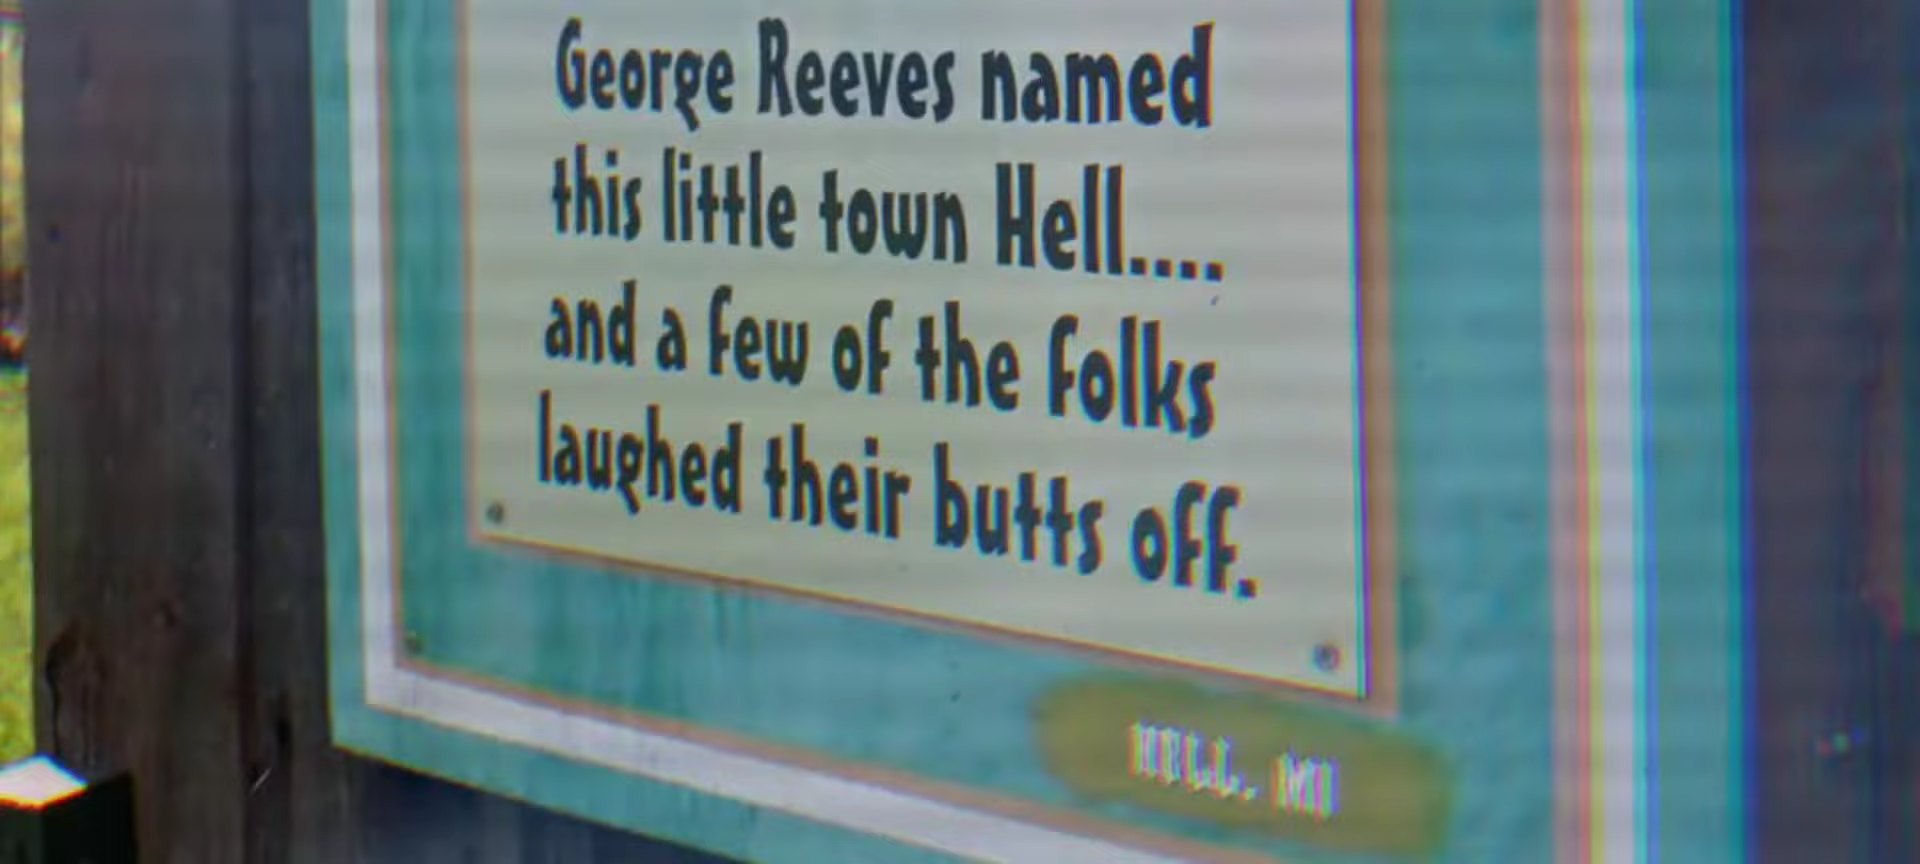 George Reeves named
this little town Hell....
and a few of the folks
laughed their butts off.
HELL, MI